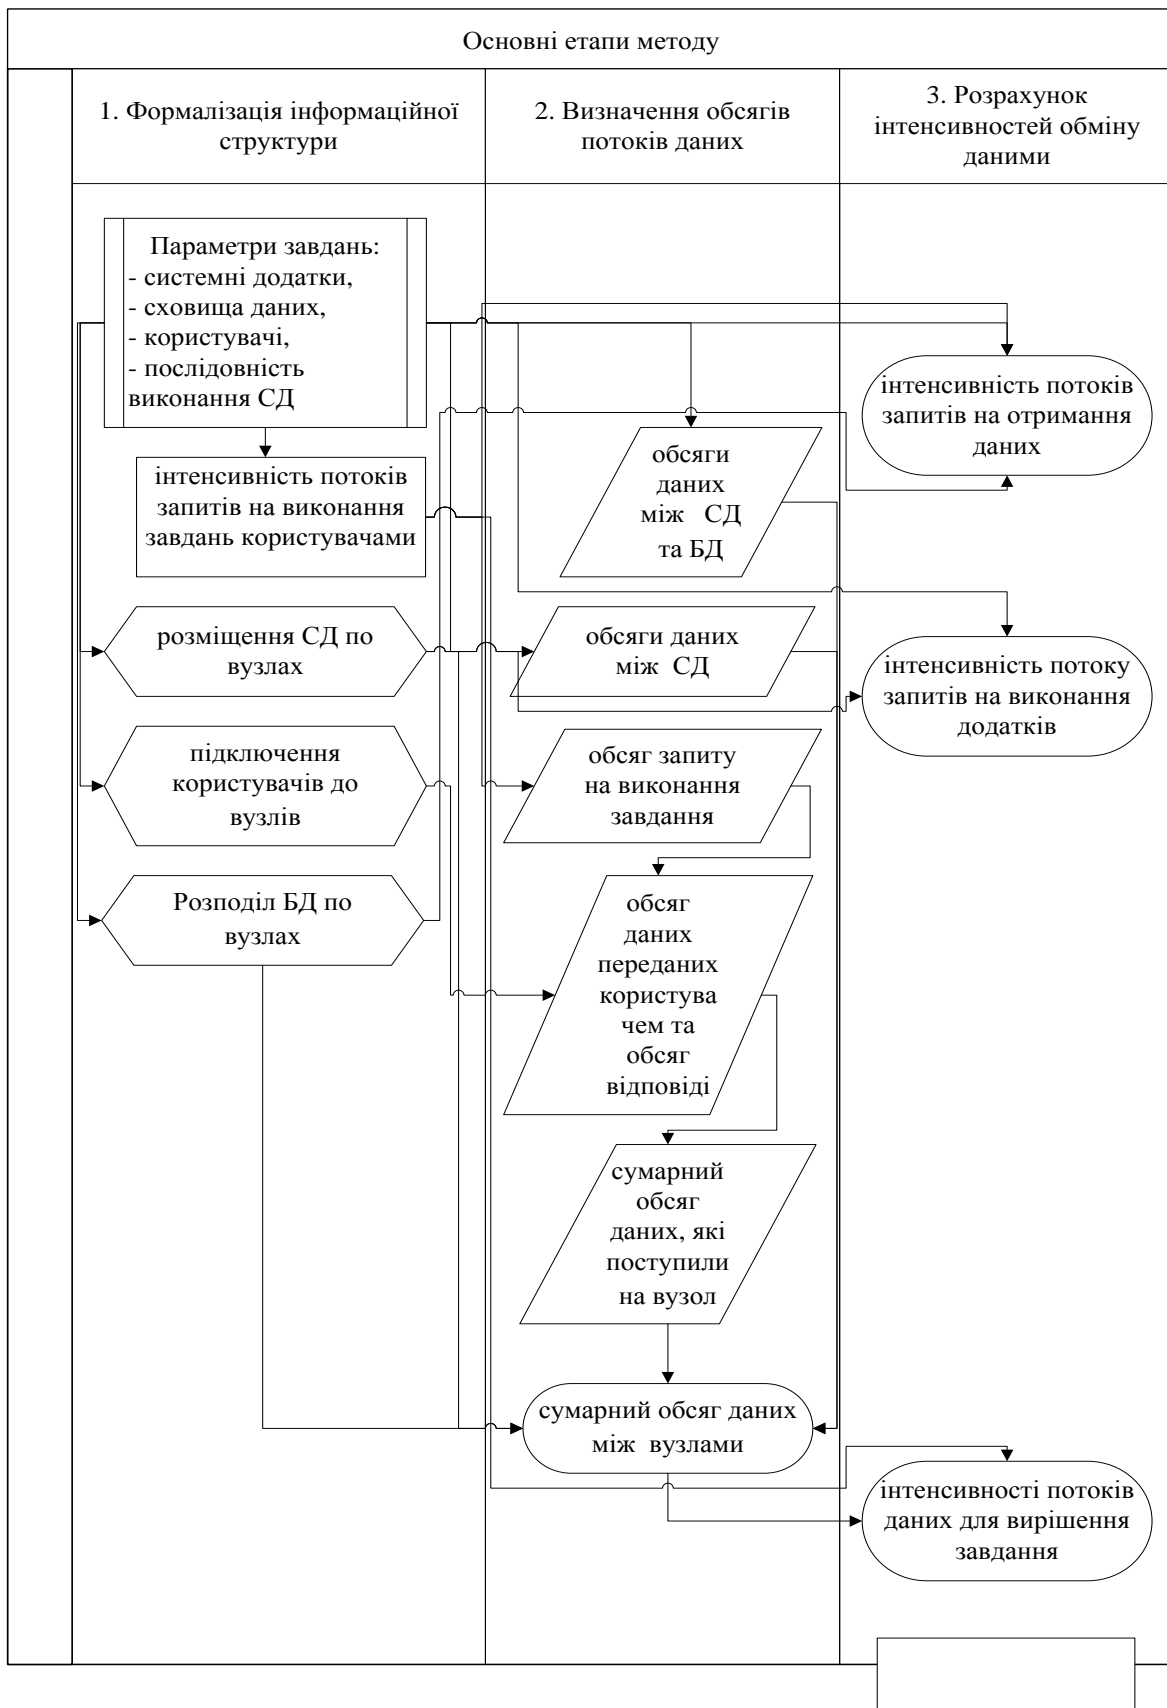 Основні етапи методу
1. Формалізація інформаційної
структури
2. Визначення обсягів
потоків даних
3. Розрахунок
інтенсивностей обміну
даними
Параметри завдань:
- системні додатки,
- сховища даних,
- користувачі,
- послідовність
виконання СД
інтенсивність потоків
запитів на виконання
завдань користувачами
розміщення СД по
вузлах
підключення
користувачів до
вузлів
Розподіл БД по
вузлах
обсяги
даних
між СД
та БД
обсяги даних
між СД
обсяг запиту
на виконання
завдання
обсяг
даних
переданих
користува
чем та
обсяг
відповіді
сумарний
обсяг
даних, які
поступили
на вузол
сумарний обсяг даних
між вузлами
інтенсивність потоків
запитів на отримання
даних
інтенсивність потоку
запитів на виконання
додатків
інтенсивності потоків
даних для вирішення
завдання